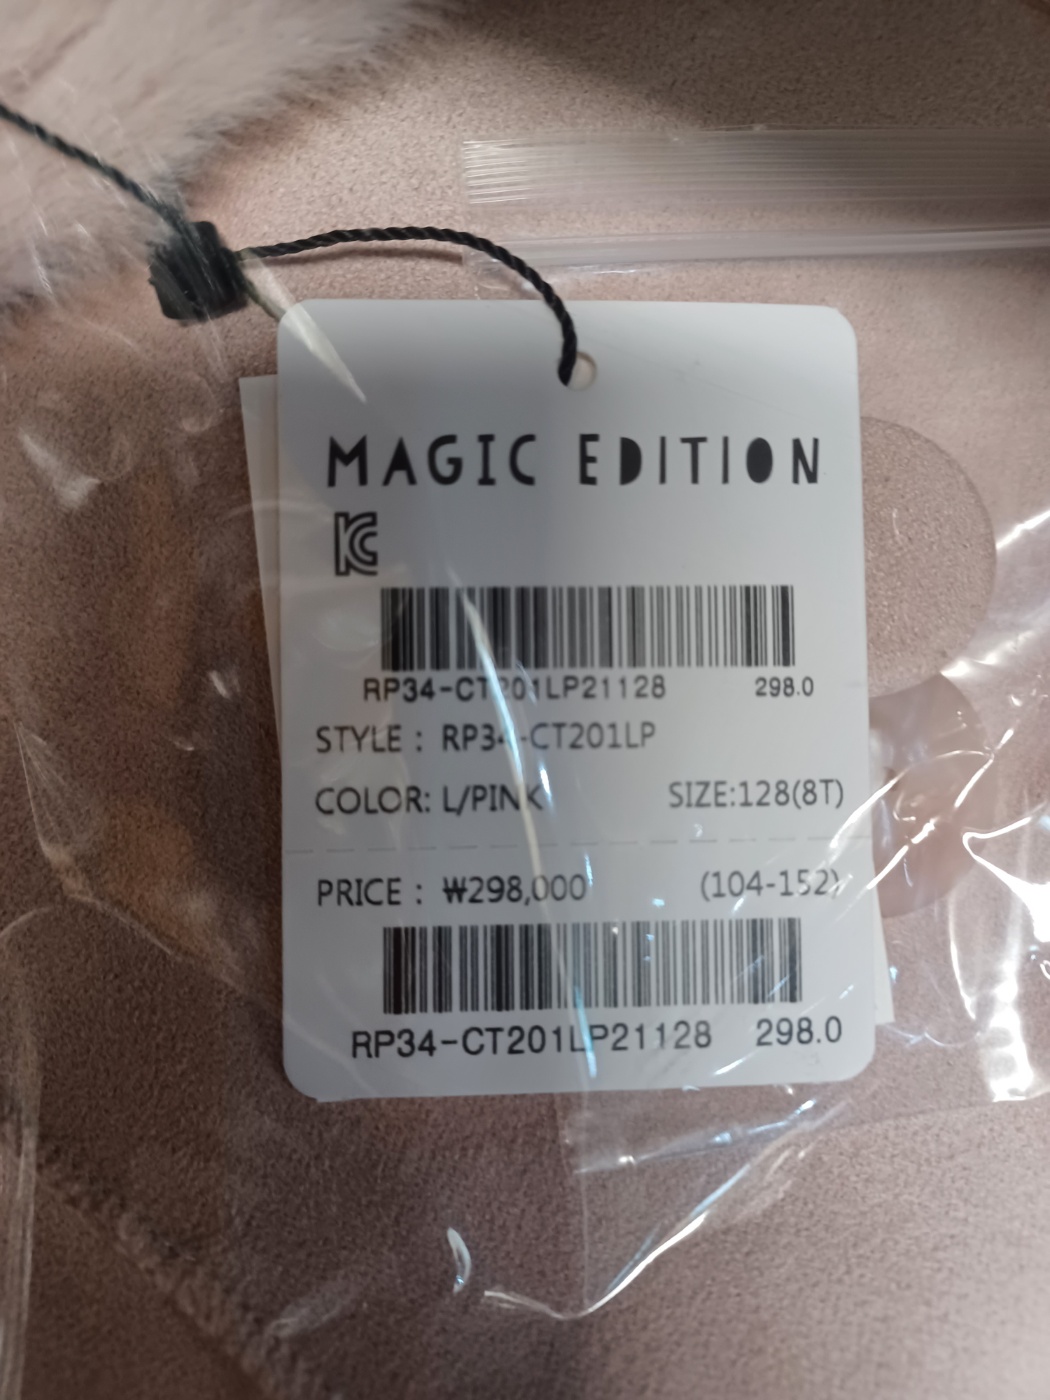 MAGIC EDITION
KC
RP34-CT201LP21128 298.0
STYLE : RP34-CT201LP
COLOR: L/PINK SIZE:128(8T)
PRICE : ₩298,000 (104-152)
RP34-CT201LP21128 298.0